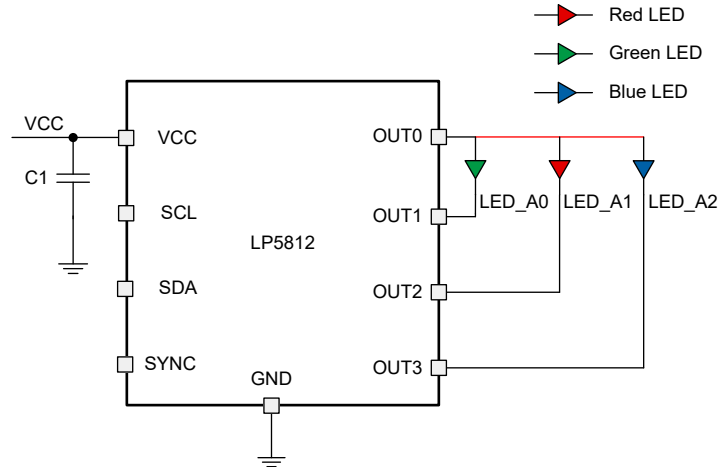 Red LED
Green LED
Blue LED
VCC
VCC
OUT0
C1
SCL
OUT1
LED_A0
LED_A1
LED_A2
LP5812
SDA
OUT2
SYNC
OUT3
GND